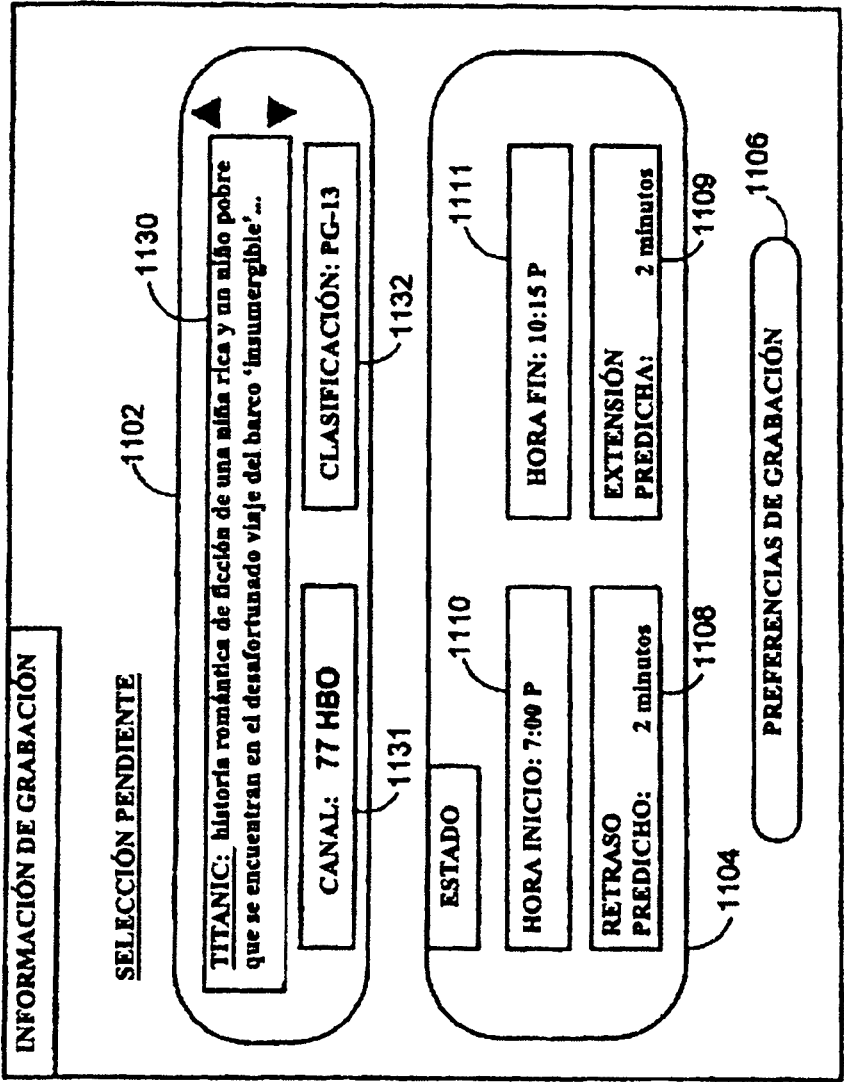 INFORMACIÓN DE GRABACIÓN
SELECCIÓN PENDIENTE
1102
1130
TITANIC: historia romántica de ficción de una niña rica y un niño pobre
que se encuentran en el desafortunado viaje del barco ‘insumergible’...
CANAL: 77 HBO
CLASIFICACIÓN: PG-13
1131
1132
ESTADO
1110
1111
HORA INICIO: 7:00 P
HORA FIN: 10:15 P
RETRASO
PREDICHO: 2 minutos
EXTENSIÓN
PREDICHA: 2 minutos
1104
1108
1109
PREFERENCIAS DE GRABACIÓN
1106